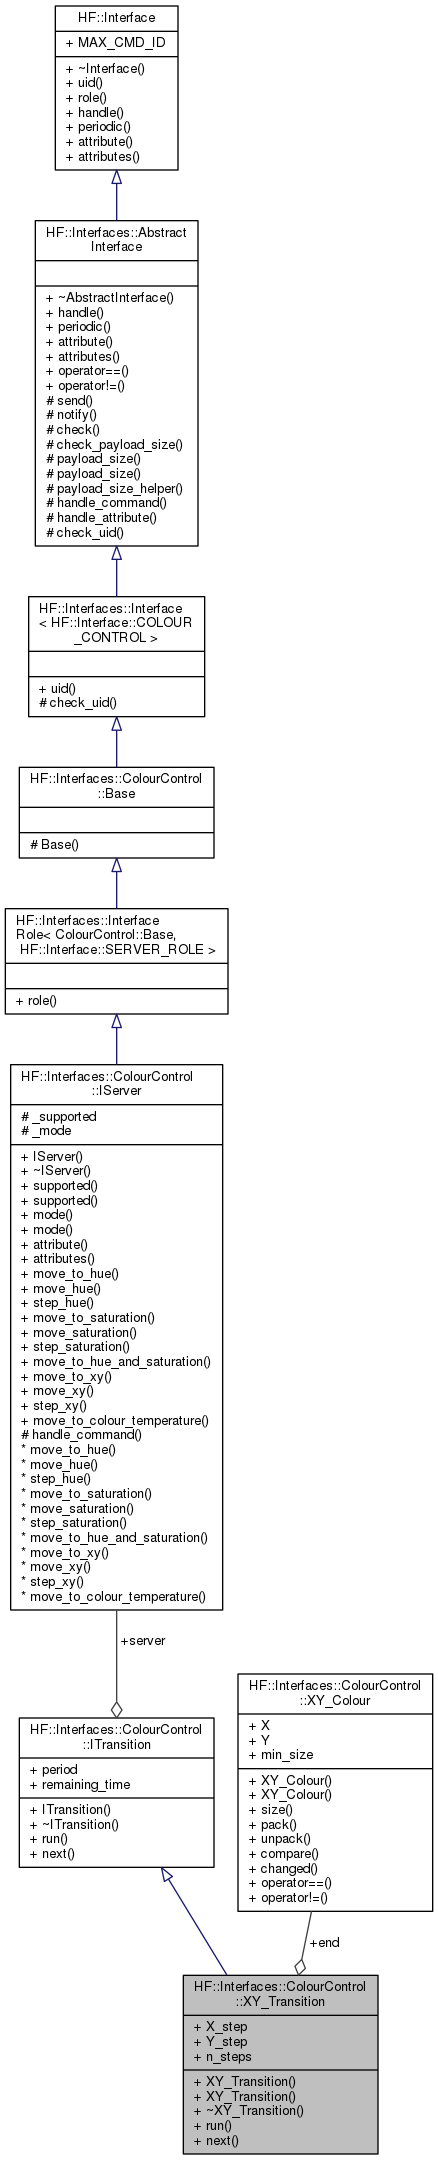 HF::Interface
+ MAX_CMD_ID
+ ~Interface()
+ uid()
+ role()
+ handle()
+ periodic()
+ attribute()
+ attributes()
HF::Interfaces::Abstract
Interface
+ ~AbstractInterface()
+ handle()
+ periodic()
+ attribute()
+ attributes()
+ operator==()
+ operator!=()
# send()
# notify()
# check()
# check_payload_size()
# payload_size()
# payload_size()
# payload_size_helper()
# handle_command()
# handle_attribute()
# check_uid()
HF::Interfaces::Interface
< HF::Interface::COLOUR
_CONTROL >
+ uid()
# check_uid()
HF::Interfaces::ColourControl
::Base
# Base()
HF::Interfaces::Interface
Role< ColourControl::Base,
HF::Interface::SERVER_ROLE >
+ role()
HF::Interfaces::ColourControl
::IServer
# _supported
# _mode
+ IServer()
+ ~IServer()
+ supported()
+ supported()
+ mode()
+ mode()
+ attribute()
+ attributes()
+ move_to_hue()
+ move_hue()
+ step_hue()
+ move_to_saturation()
+ move_saturation()
+ step_saturation()
+ move_to_hue_and_saturation()
+ move_to_xy()
+ move_xy()
+ step_xy()
+ move_to_colour_temperature()
# handle_command()
* move_to_hue()
* move_hue()
* step_hue()
* move_to_saturation()
* move_saturation()
* step_saturation()
* move_to_hue_and_saturation()
* move_to_xy()
* move_xy()
* step_xy()
* move_to_colour_temperature()
+server
HF::Interfaces::ColourControl
::ITransition
+ period
+ remaining_time
+ ITransition()
+ ~ITransition()
+ run()
+ next()
HF::Interfaces::ColourControl
::XY_Colour
+ X
+ Y
+ min_size
+ XY_Colour()
+ XY_Colour()
+ size()
+ pack()
+ unpack()
+ compare()
+ changed()
+ operator==()
+ operator!=()
+end
HF::Interfaces::ColourControl
::XY_Transition
+ X_step
+ Y_step
+ n_steps
+ XY_Transition()
+ XY_Transition()
+ ~XY_Transition()
+ run()
+ next()